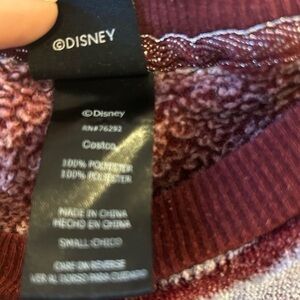 ©DISNEY
©Disney
RN#76292
Costco
100% POLYESTER
100% POLIÉSTER
MADE IN CHINA
HECHO EN CHINA
SMALL·CHICO
CARE ON REVERSE
VER AL DORSO PARA CUIDADO